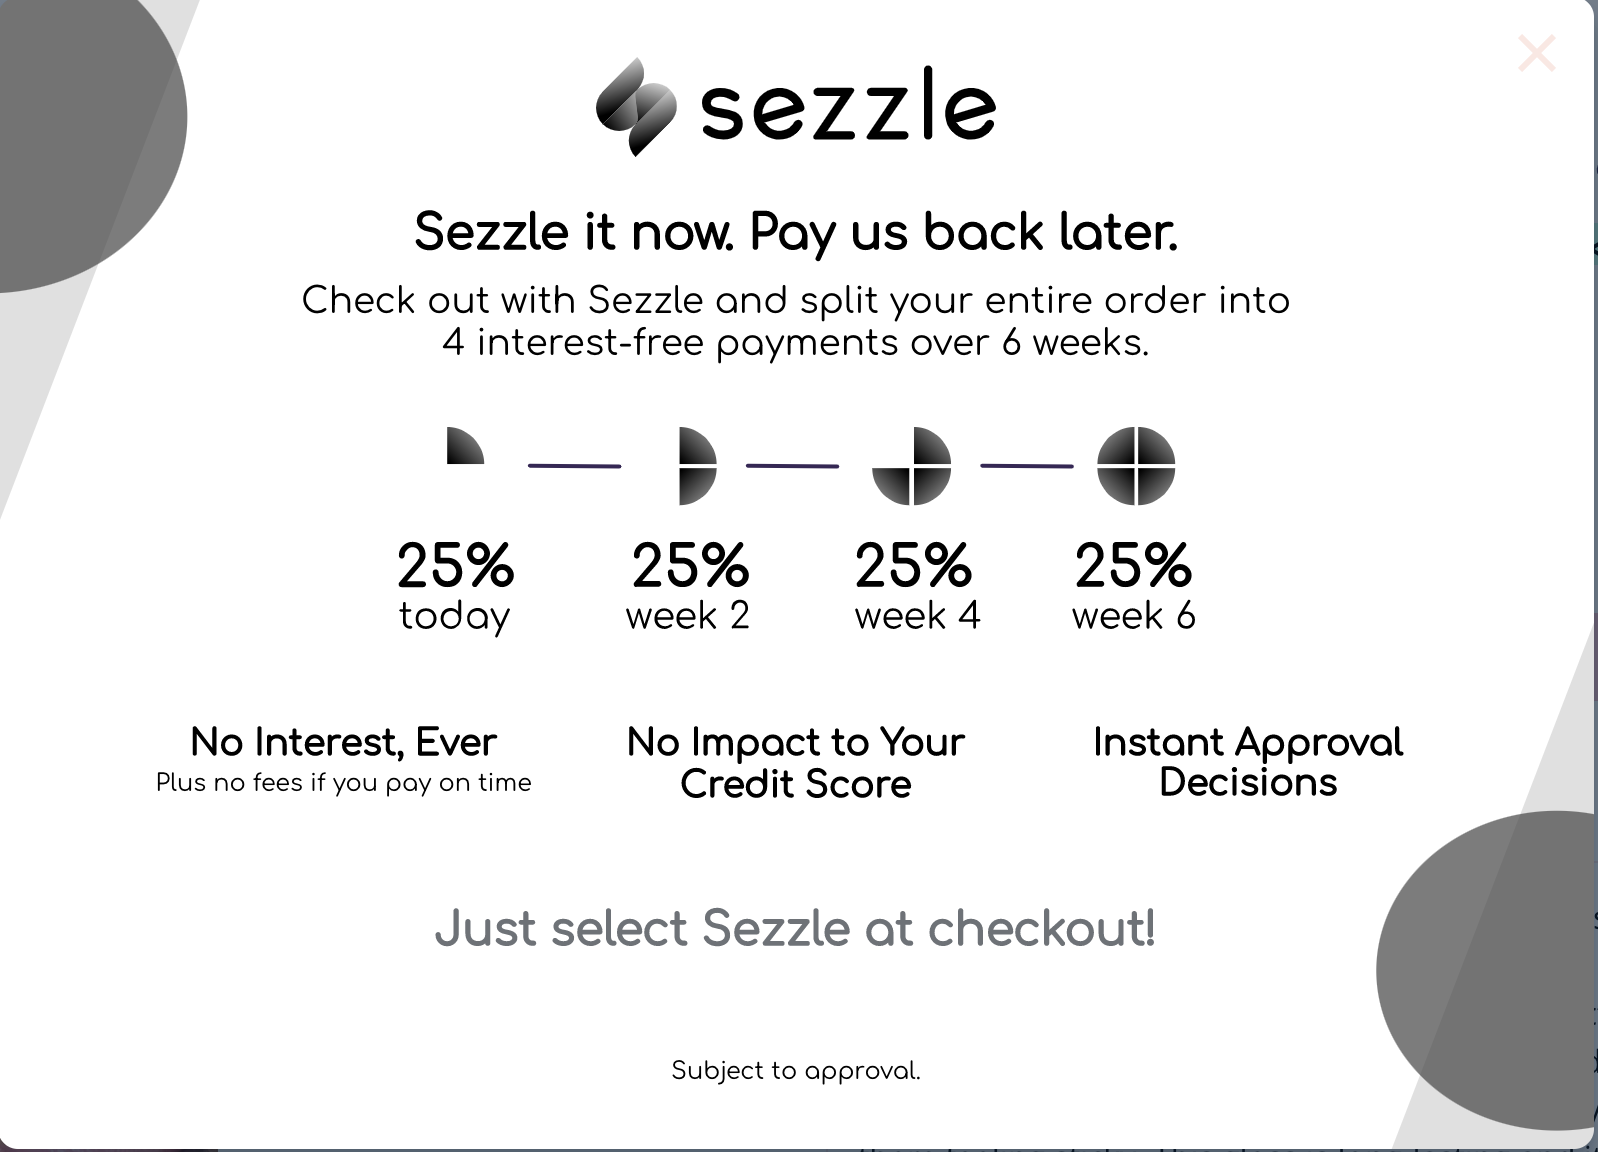 sezzle
Sezzle it now. Pay us back later.
Check out with Sezzle and split your entire order into
4 interest-free payments over 6 weeks.
25% 25% 25% 25%
today week 2 week 4 week 6
No Interest, Ever
Plus no fees if you pay on time
No Impact to Your
Credit Score
Instant Approval
Decisions
Just select Sezzle at checkout!
Subject to approval.